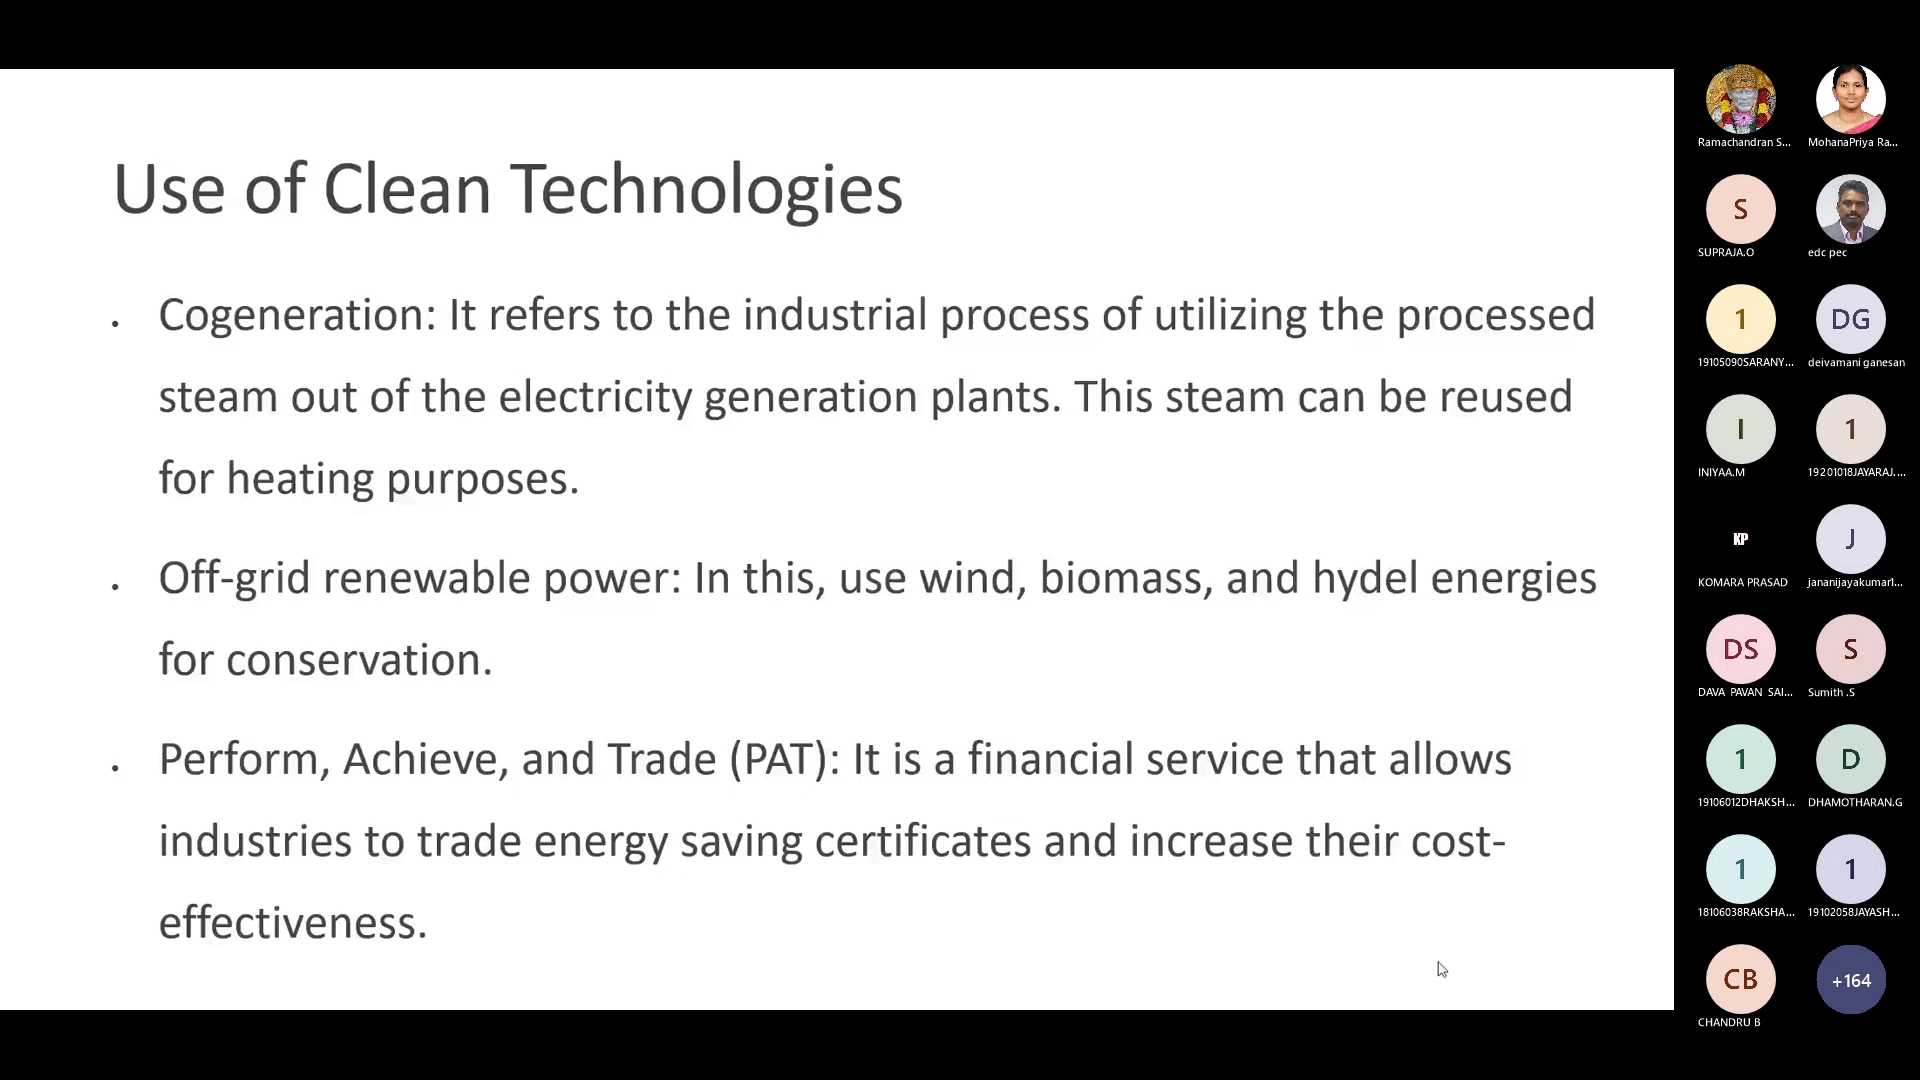 Use of Clean Technologies
• Cogeneration: It refers to the industrial process of utilizing the processed
steam out of the electricity generation plants. This steam can be reused
for heating purposes.
• Off-grid renewable power: In this, use wind, biomass, and hydel energies
for conservation.
• Perform, Achieve, and Trade (PAT): It is a financial service that allows
industries to trade energy saving certificates and increase their cost-
effectiveness.
Ramachandran S...
MohanaPriya Ra...
S
SUPRAJA.O
edc pec
1
19105090SARANY...
DG
deivamani ganesan
I
INIYAA.M
1
19201018JAYARAJ....
KP
KOMARA PRASAD
J
jananijayakumarl...
DS
DAVA PAVAN SAI...
S
Sumith .S
1
19106012DHAKSH...
D
DHAMOTHARAN.G
1
18106038RAKSHA...
1
19102058JAYASH...
CB
CHANDRU B
+164